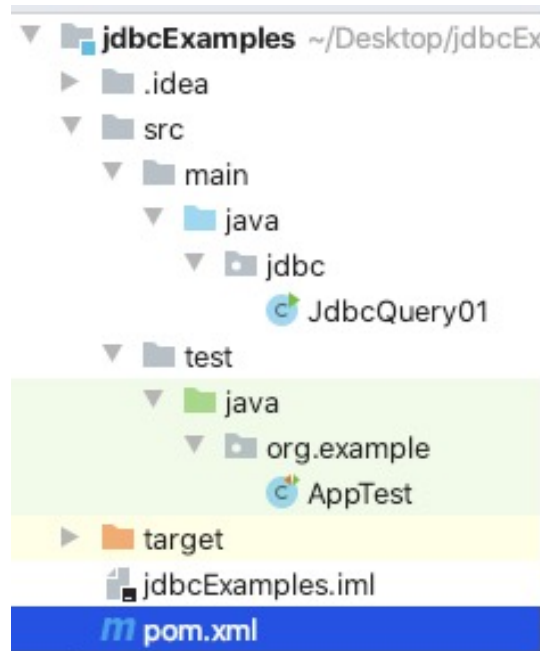 jdbcExamples ~/Desktop/jdbcEx
.idea
src
main
java
jdbc
JdbcQuery01
test
java
org.example
AppTest
target
jdbcExamples.iml
pom.xml